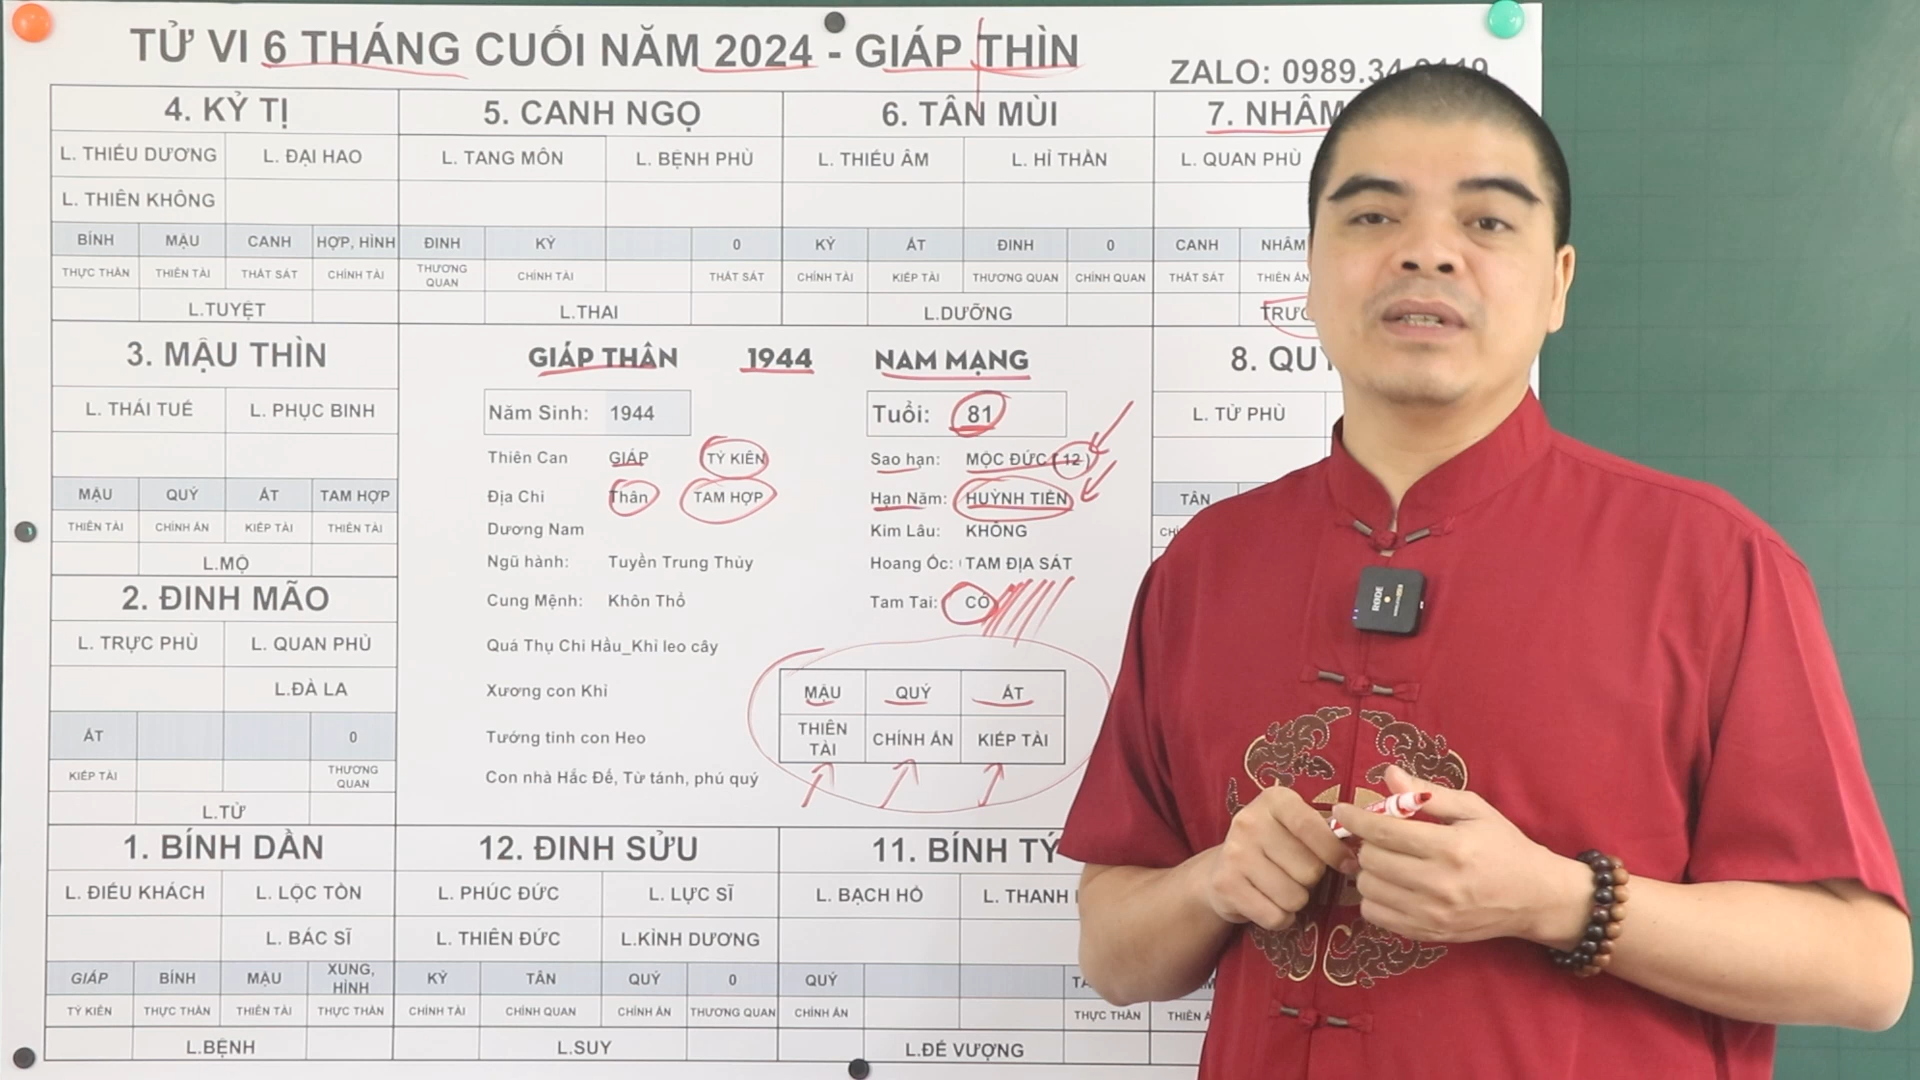 TỬ VI 6 THÁNG CUỐI NĂM 2024 - GIÁP THÌN
ZALO: 0989.34
4. KỶ TỊ
L. THIẾU DƯƠNG L. ĐẠI HAO
L. THIÊN KHÔNG
BÍNH MẬU CANH HỢP, HÌNH
THỰC THẦN THIÊN TÀI THẤT SÁT CHÍNH TÀI
L.TUYỆT
5. CANH NGỌ
L. TANG MÔN L. BỆNH PHÙ
ĐINH KỶ 0
THƯƠNG QUAN CHÍNH TÀI THẤT SÁT
L.THAI
6. TÂN MÙI
L. THIẾU ÂM L. HỈ THẦN
KỶ ẤT ĐINH 0
CHÍNH TÀI KIẾP TÀI THƯƠNG QUAN CHÍNH QUAN
L.DƯỠNG
7. NHÂM
L. QUAN PHÙ
CANH NHÂM
THẤT SÁT THIÊN
3. MẬU THÌN
L. THÁI TUẾ L. PHỤC BINH
MẬU QUÝ ẤT TAM HỢP
THIÊN TÀI CHÍNH ẤN KIẾP TÀI THIÊN TÀI
L.MỘ
GIÁP THÂN 1944 NAM MẠNG
Năm Sinh: 1944 Tuổi: 81
Thiên Can GIÁP TỶ KIÊN Sao hạn: MỘC ĐỨC (12)
Địa Chi Thân TAM HỢP Hạn Năm: HUỲNH TIỀN
Dương Nam Kim Lâu: KHÔNG
Ngũ hành: Tuyền Trung Thủy Hoang Ốc: TAM ĐỊA SÁT
Cung Mệnh: Khôn Thổ Tam Tai: CÓ
Quá Thụ Chi Hầu_Khỉ leo cây
Xương con Khỉ
Tướng tinh con Heo
Con nhà Hắc Đế, Từ tánh, phú quý
MẬU QUÝ ẤT
THIÊN TÀI CHÍNH ẤN KIẾP TÀI
8.
L. TỬ PHÙ
TÂN
RODE
2. ĐINH MÃO
L. TRỰC PHÙ L. QUAN PHÙ
L.ĐÀ LA
ẤT 0
KIẾP TÀI THƯƠNG QUAN
L.TỬ
1. BÍNH DẦN
L. ĐIẾU KHÁCH L. LỘC TỒN
L. BÁC SĨ
GIÁP BÍNH MẬU XUNG, HÌNH
TỶ KIÊN THỰC THẦN THIÊN TÀI THỰC THẦN
L.BỆNH
12. ĐINH SỬU
L. PHÚC ĐỨC L. LỰC SĨ
L. THIÊN ĐỨC L.KÌNH DƯƠNG
KỶ TÂN QUÝ 0
CHÍNH TÀI CHÍNH QUAN CHÍNH ẤN THƯƠNG QUAN
L.SUY
11. BÍNH TÝ
L. BẠCH HỔ L. THANH
QUÝ
CHÍNH ẤN THỰC THẦN THIÊN
L.ĐẾ VƯỢNG